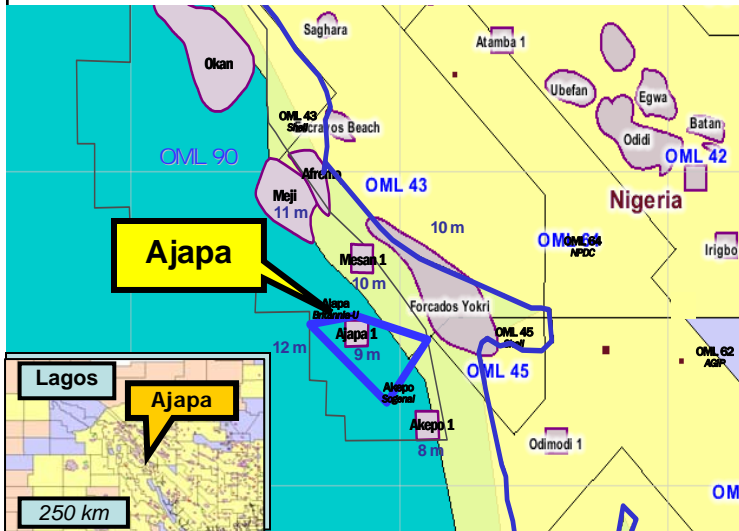 Saghara
Okan
Atamba 1
Ubefan
Egwa
OML 43
Shell
Escravos Beach
Batan
Odidi
OML 90
OML 42
Afremo
OML 43
Meji
11 m
Nigeria
10 m
Ajapa
OML 64
NPDC
Irigbo
Mesan 1
10 m
Forcados Yokri
Ajapa
Britannia-U
Ajapa 1
9 m
12 m
OML 45
Shell
OML 62
AGIP
OML 45
Lagos
Ajapa
Akepo
Sogenal
Akepo 1
8 m
Odimodi 1
250 km
OM